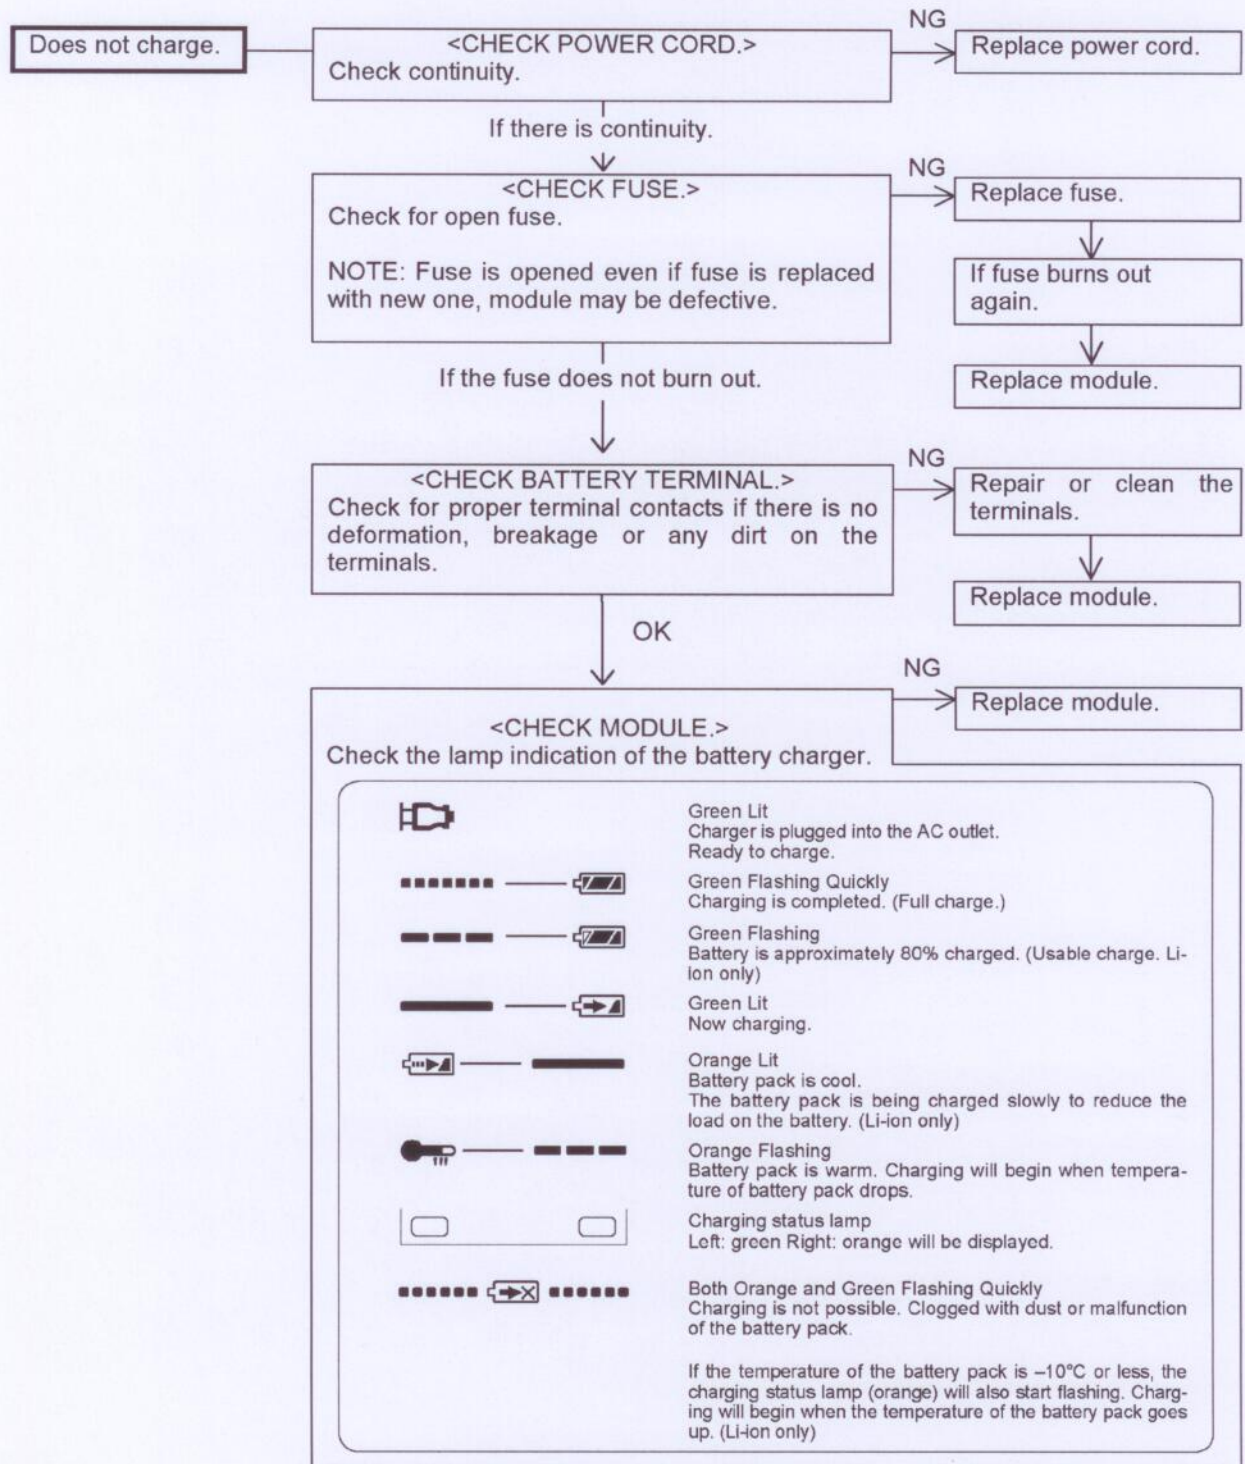 Does not charge.
<CHECK POWER CORD.>
Check continuity.
NG
Replace power cord.
If there is continuity.
<CHECK FUSE.>
Check for open fuse.
NOTE: Fuse is opened even if fuse is replaced
with new one, module may be defective.
NG
Replace fuse.
If fuse burns out
again.
Replace module.
If the fuse does not burn out.
<CHECK BATTERY TERMINAL.>
Check for proper terminal contacts if there is no
deformation, breakage or any dirt on the
terminals.
NG
Repair or clean the
terminals.
Replace module.
OK
NG
Replace module.
<CHECK MODULE.>
Check the lamp indication of the battery charger.
Green Lit
Charger is plugged into the AC outlet.
Ready to charge.
Green Flashing Quickly
Charging is completed. (Full charge.)
Green Flashing
Battery is approximately 80% charged. (Usable charge. Li-
ion only)
Green Lit
Now charging.
Orange Lit
Battery pack is cool.
The battery pack is being charged slowly to reduce the
load on the battery. (Li-ion only)
Orange Flashing
Battery pack is warm. Charging will begin when tempera-
ture of battery pack drops.
Charging status lamp
Left: green Right: orange will be displayed.
Both Orange and Green Flashing Quickly
Charging is not possible. Clogged with dust or malfunction
of the battery pack.
If the temperature of the battery pack is –10°C or less, the
charging status lamp (orange) will also start flashing. Charg-
ing will begin when the temperature of the battery pack goes
up. (Li-ion only)